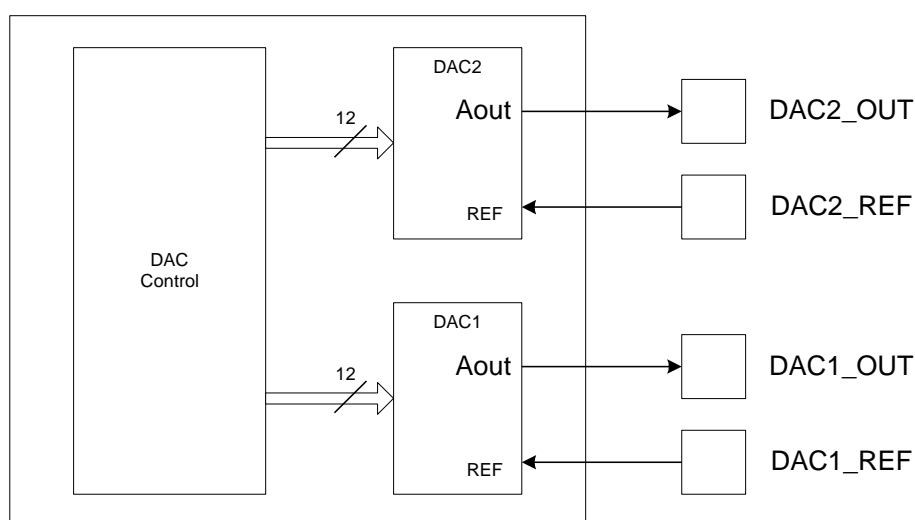 DAC2
12
Aout
DAC2_OUT
REF
DAC2_REF
DAC
Control
DAC1
12
Aout
DAC1_OUT
REF
DAC1_REF